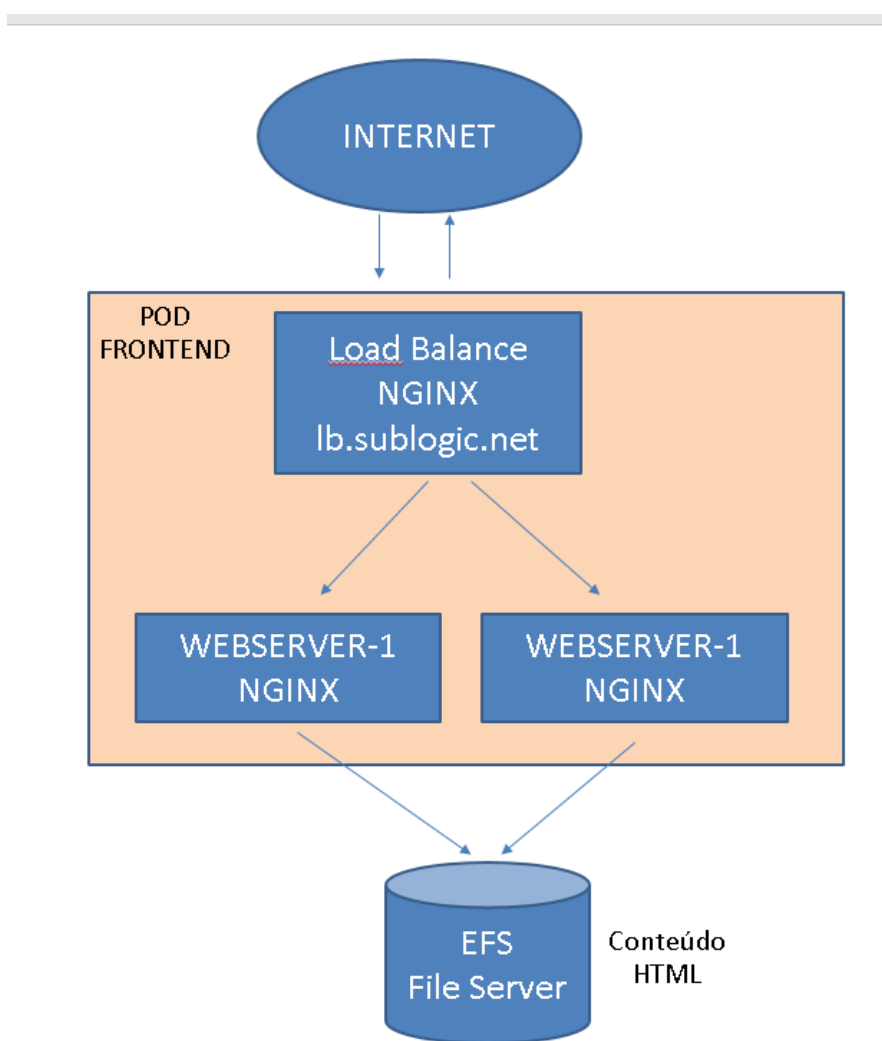 INTERNET
POD
FRONTEND
Load Balance
NGINX
lb.sublogic.net
WEBSERVER-1
NGINX
WEBSERVER-1
NGINX
EFS
File Server
Conteúdo
HTML